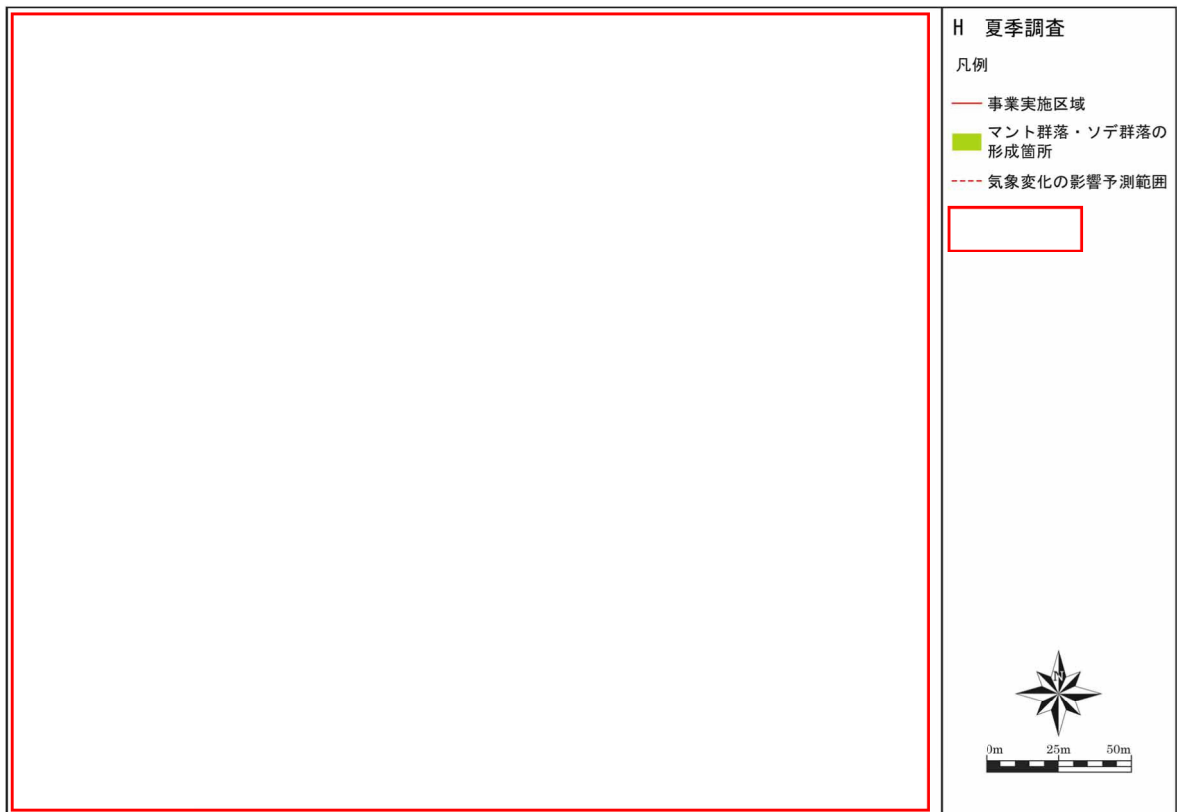 H 夏季調査
凡例
事業実施区域
マント群落・ソデ群落の
形成箇所
気象変化の影響予測範囲
N
0m 25m 50m